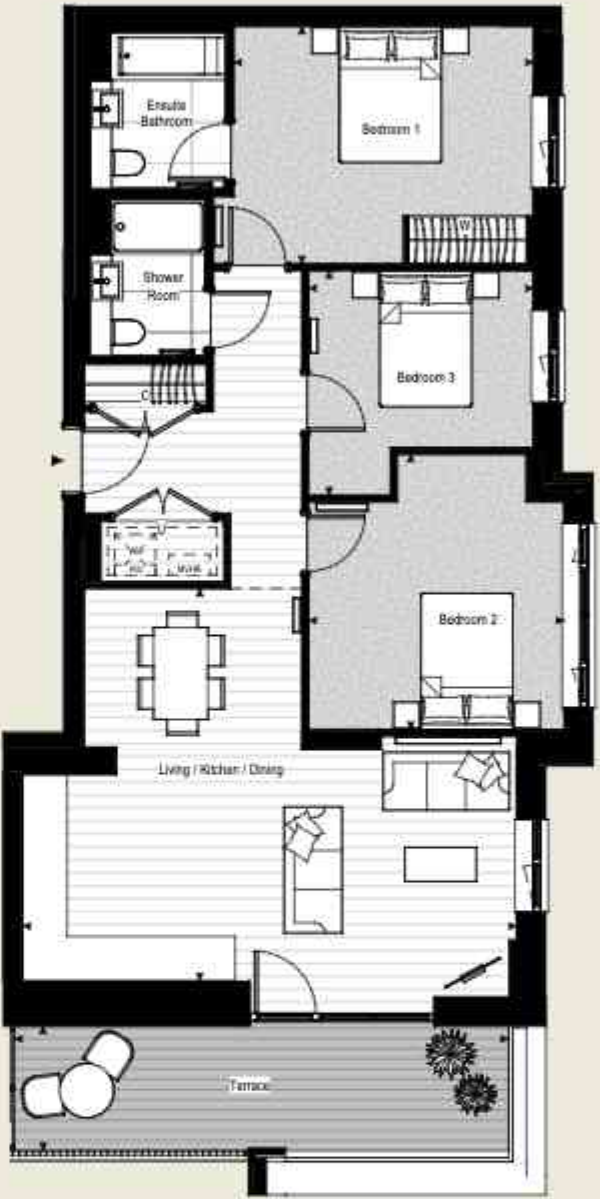 Ensuite
Bathroom
Bedroom 1
W
Shower
Room
Bedroom 3
C
U
Bedroom 2
Living / Kitchen / Dining
Terrace